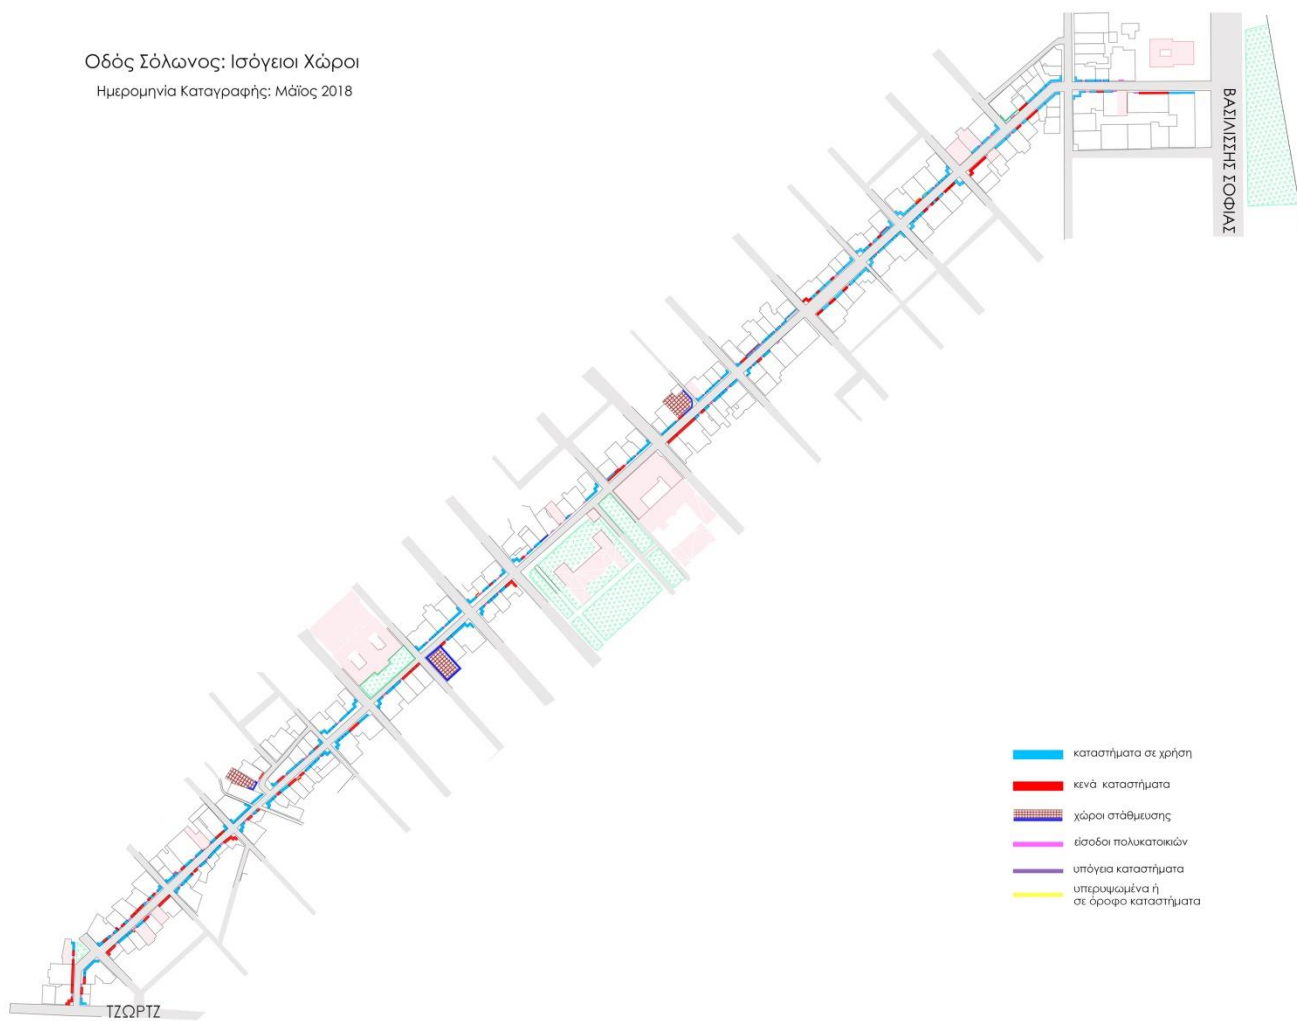 Οδός Σόλωνος: Ισόγειοι Χώροι
Ημερομηνία Καταγραφής: Μάϊος 2018
ΒΑΣΙΛΙΣΣΗΣ ΣΟΦΙΑΣ
καταστήματα σε χρήση
κενά καταστήματα
χώροι στάθμευσης
είσοδοι πολυκατοικιών
υπόγεια καταστήματα
υπερυψωμένα ή
σε όροφο καταστήματα
ΤΖΩΡΤΖ